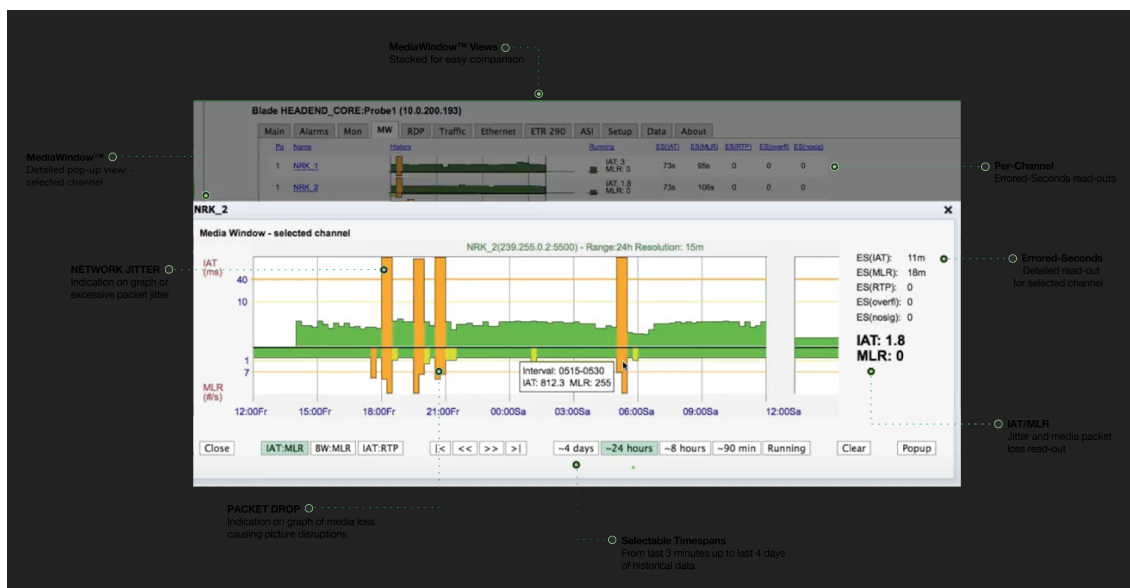 MediaWindow™ Views
Stacked for easy comparison
Blade HEADEND_CORE:Probe1 (10.0.200.193)
Main Alarms Mon MW RDP Traffic Ethernet ETR 290 ASI Setup Data About
Pg Name History Running ES(IAT) ES(MLR) ES(RTP) ES(overfl) ES(nosig)
1 NRK_1 IAT: 3 MLR: 0 73s 95s 0 0 0
1 NRK_2 IAT: 1.8 MLR: 0 73s 106s 0 0 0
MediaWindow™
Detailed pop-up view -
selected channel
Per-Channel
Errored-Seconds read-outs
NRK_2
Media Window - selected channel
NRK_2(239.255.0.2:5500) - Range:24h Resolution: 15m
IAT
(ms)
40
10
1
7
MLR
(#/s)
12:00Fr 15:00Fr 18:00Fr 21:00Fr 00:00Sa 03:00Sa 06:00Sa 09:00Sa 12:00Sa
Interval: 0515-0530
IAT: 812.3 MLR: 255
ES(IAT): 11m
ES(MLR): 18m
ES(RTP): 0
ES(overfl): 0
ES(nosig): 0
IAT: 1.8
MLR: 0
NETWORK JITTER
Indication on graph of
excessive packet jitter
Errored-Seconds
Detailed read-out
for selected channel
IAT/MLR
Jitter and media packet
loss read-out
Close IAT:MLR BW:MLR IAT:RTP |< << >> >| ~4 days ~24 hours ~8 hours ~90 min Running Clear Popup
PACKET DROP
Indication on graph of media loss
causing picture disruptions
Selectable Timespans
From last 3 minutes up to last 4 days
of historical data